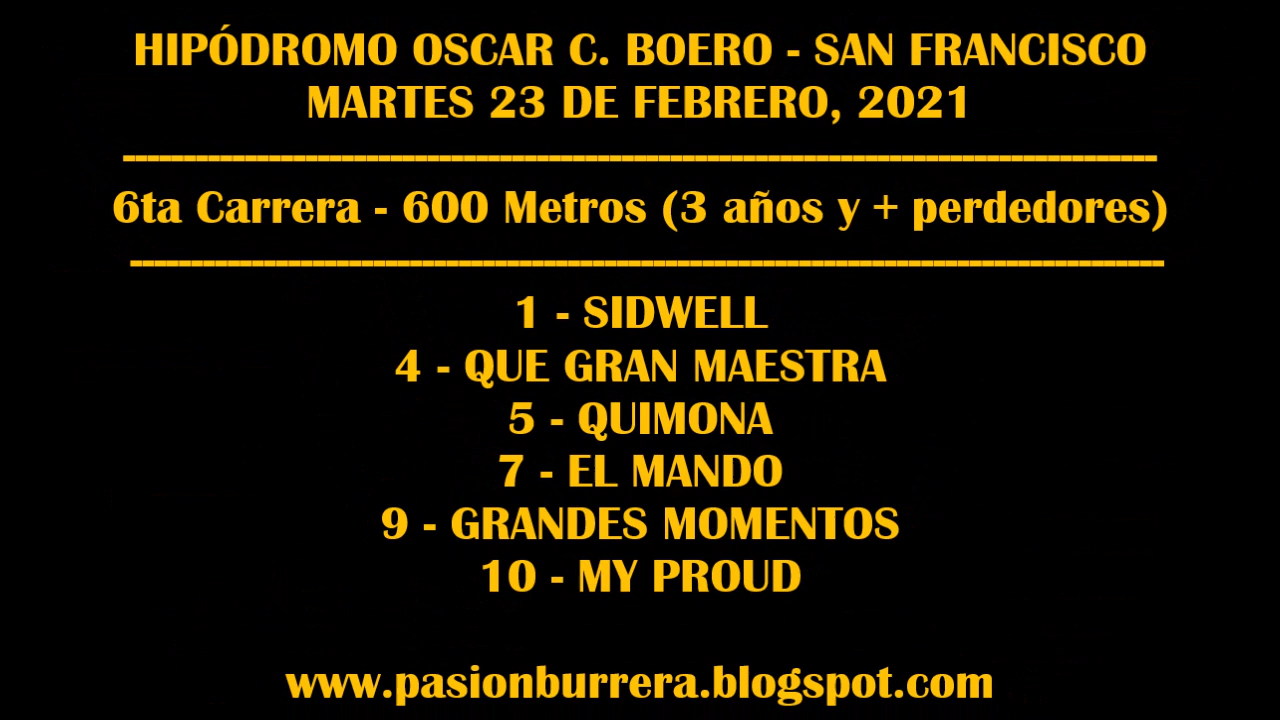 HIPÓDROMO OSCAR C. BOERO - SAN FRANCISCO
MARTES 23 DE FEBRERO, 2021
6ta Carrera - 600 Metros (3 años y + perdedores)
1 - SIDWELL
4 - QUE GRAN MAESTRA
5 - QUIMONA
7 - EL MANDO
9 - GRANDES MOMENTOS
10 - MY PROUD
www.pasionburrera.blogspot.com